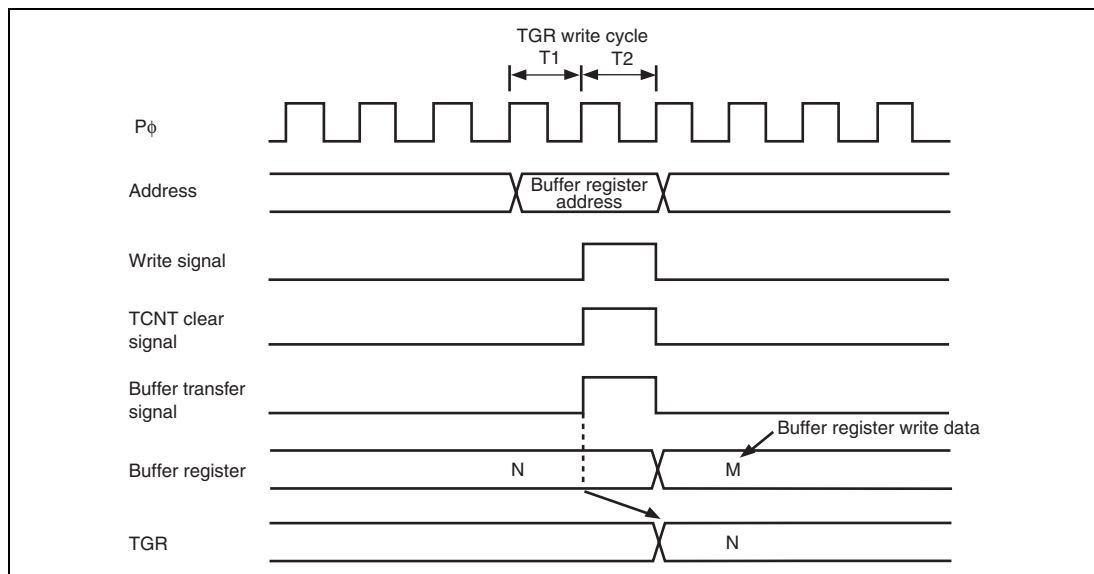 TGR write cycle
T1 T2
Pϕ
Address
Buffer register
address
Write signal
TCNT clear
signal
Buffer transfer
signal
Buffer register write data
Buffer register
N M
TGR
N